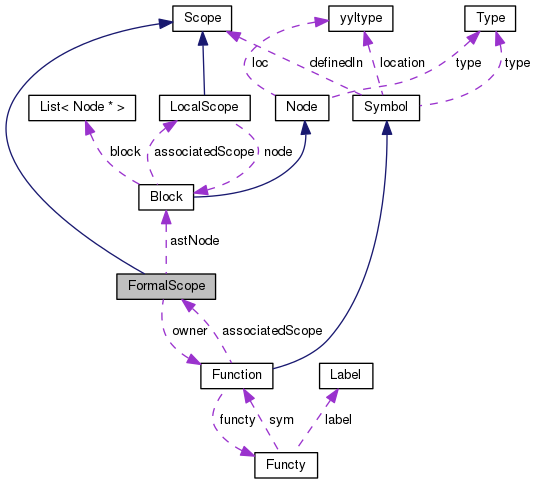 Scope
yyltype
Type
loc
definedIn
location
type
type
List< Node * >
LocalScope
Node
Symbol
block
associatedScope
node
Block
astNode
FormalScope
owner
associatedScope
Function
Label
functy
sym
label
Functy